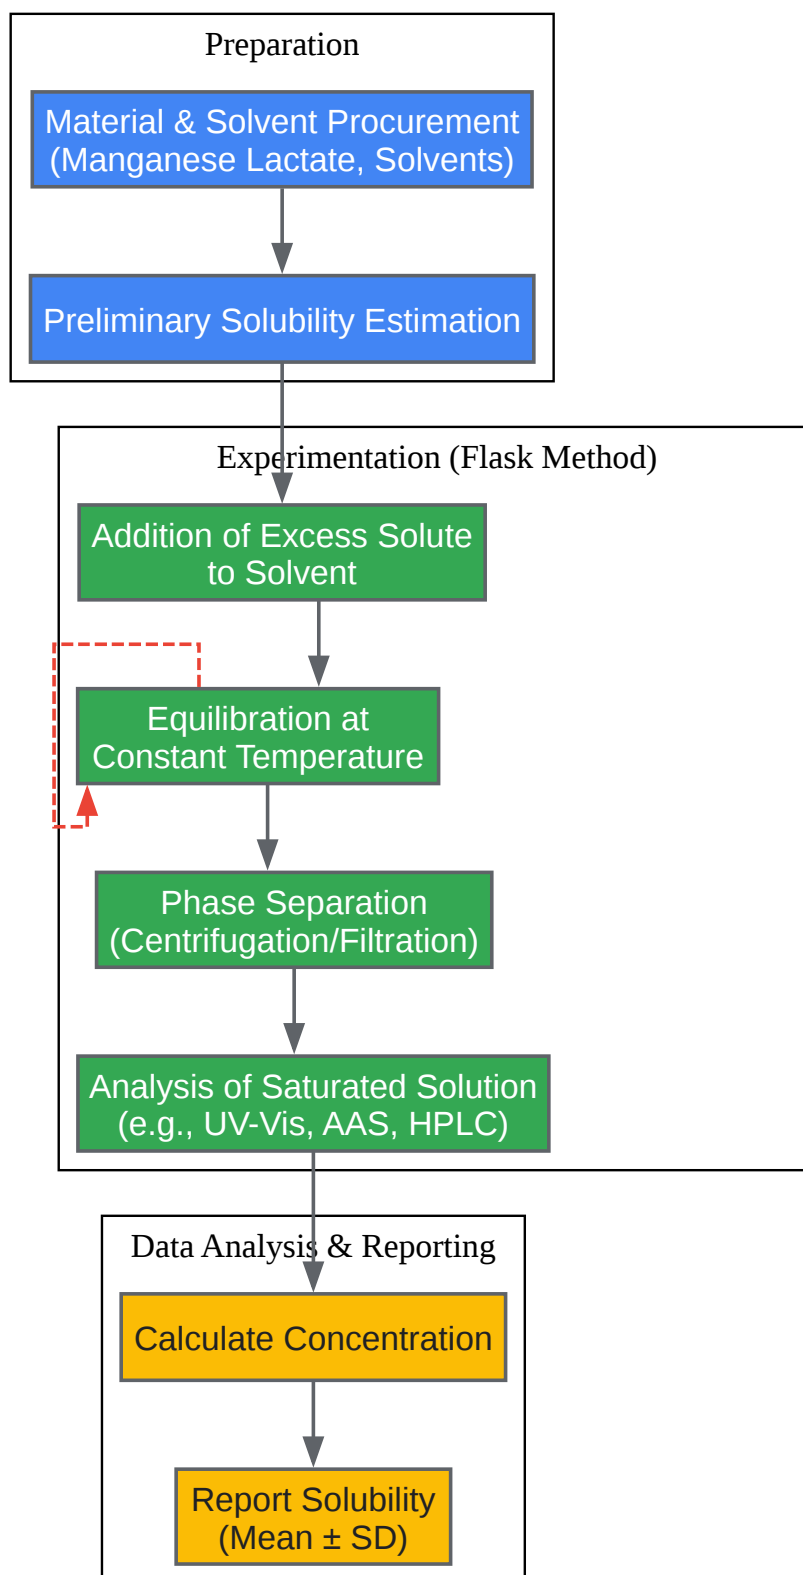 Preparation
Material & Solvent Procurement
(Manganese Lactate, Solvents)
Preliminary Solubility Estimation
Experimentation (Flask Method)
Addition of Excess Solute
to Solvent
Equilibration at
Constant Temperature
Phase Separation
(Centrifugation/Filtration)
Analysis of Saturated Solution
(e.g., UV-Vis, AAS, HPLC)
Data Analysis & Reporting
Calculate Concentration
Report Solubility
(Mean ± SD)